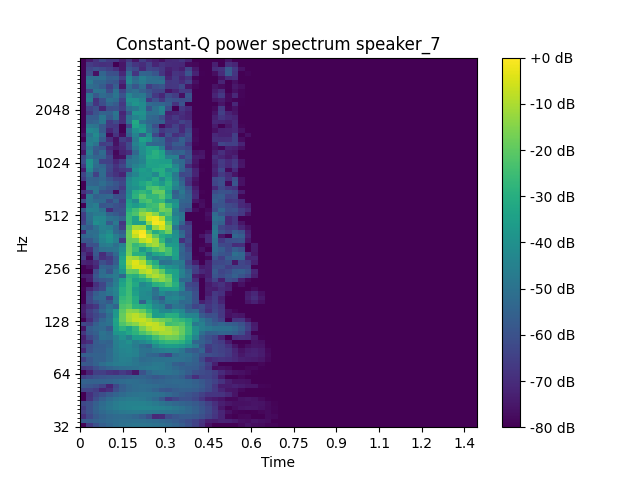 Constant-Q power spectrum speaker_7
Hz
2048
1024
512
256
128
64
32
0 0.15 0.3 0.45 0.6 0.75 0.9 1.1 1.2 1.4
Time
+0 dB
-10 dB
-20 dB
-30 dB
-40 dB
-50 dB
-60 dB
-70 dB
-80 dB